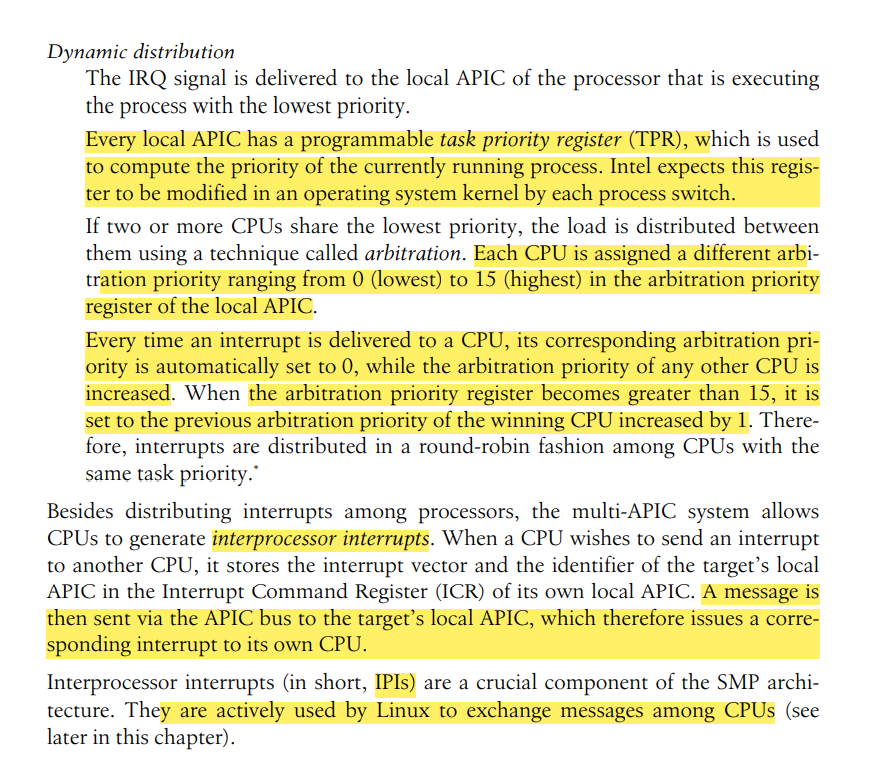 Dynamic distribution
The IRQ signal is delivered to the local APIC of the processor that is executing
the process with the lowest priority.
Every local APIC has a programmable task priority register (TPR), which is used
to compute the priority of the currently running process. Intel expects this regis-
ter to be modified in an operating system kernel by each process switch.
If two or more CPUs share the lowest priority, the load is distributed between
them using a technique called arbitration. Each CPU is assigned a different arbi-
tration priority ranging from 0 (lowest) to 15 (highest) in the arbitration priority
register of the local APIC.
Every time an interrupt is delivered to a CPU, its corresponding arbitration pri-
ority is automatically set to 0, while the arbitration priority of any other CPU is
increased. When the arbitration priority register becomes greater than 15, it is
set to the previous arbitration priority of the winning CPU increased by 1. There-
fore, interrupts are distributed in a round-robin fashion among CPUs with the
same task priority.*
Besides distributing interrupts among processors, the multi-APIC system allows
CPUs to generate interprocessor interrupts. When a CPU wishes to send an interrupt
to another CPU, it stores the interrupt vector and the identifier of the target's local
APIC in the Interrupt Command Register (ICR) of its own local APIC. A message is
then sent via the APIC bus to the target's local APIC, which therefore issues a corre-
sponding interrupt to its own CPU.
Interprocessor interrupts (in short, IPIs) are a crucial component of the SMP archi-
tecture. They are actively used by Linux to exchange messages among CPUs (see
later in this chapter).